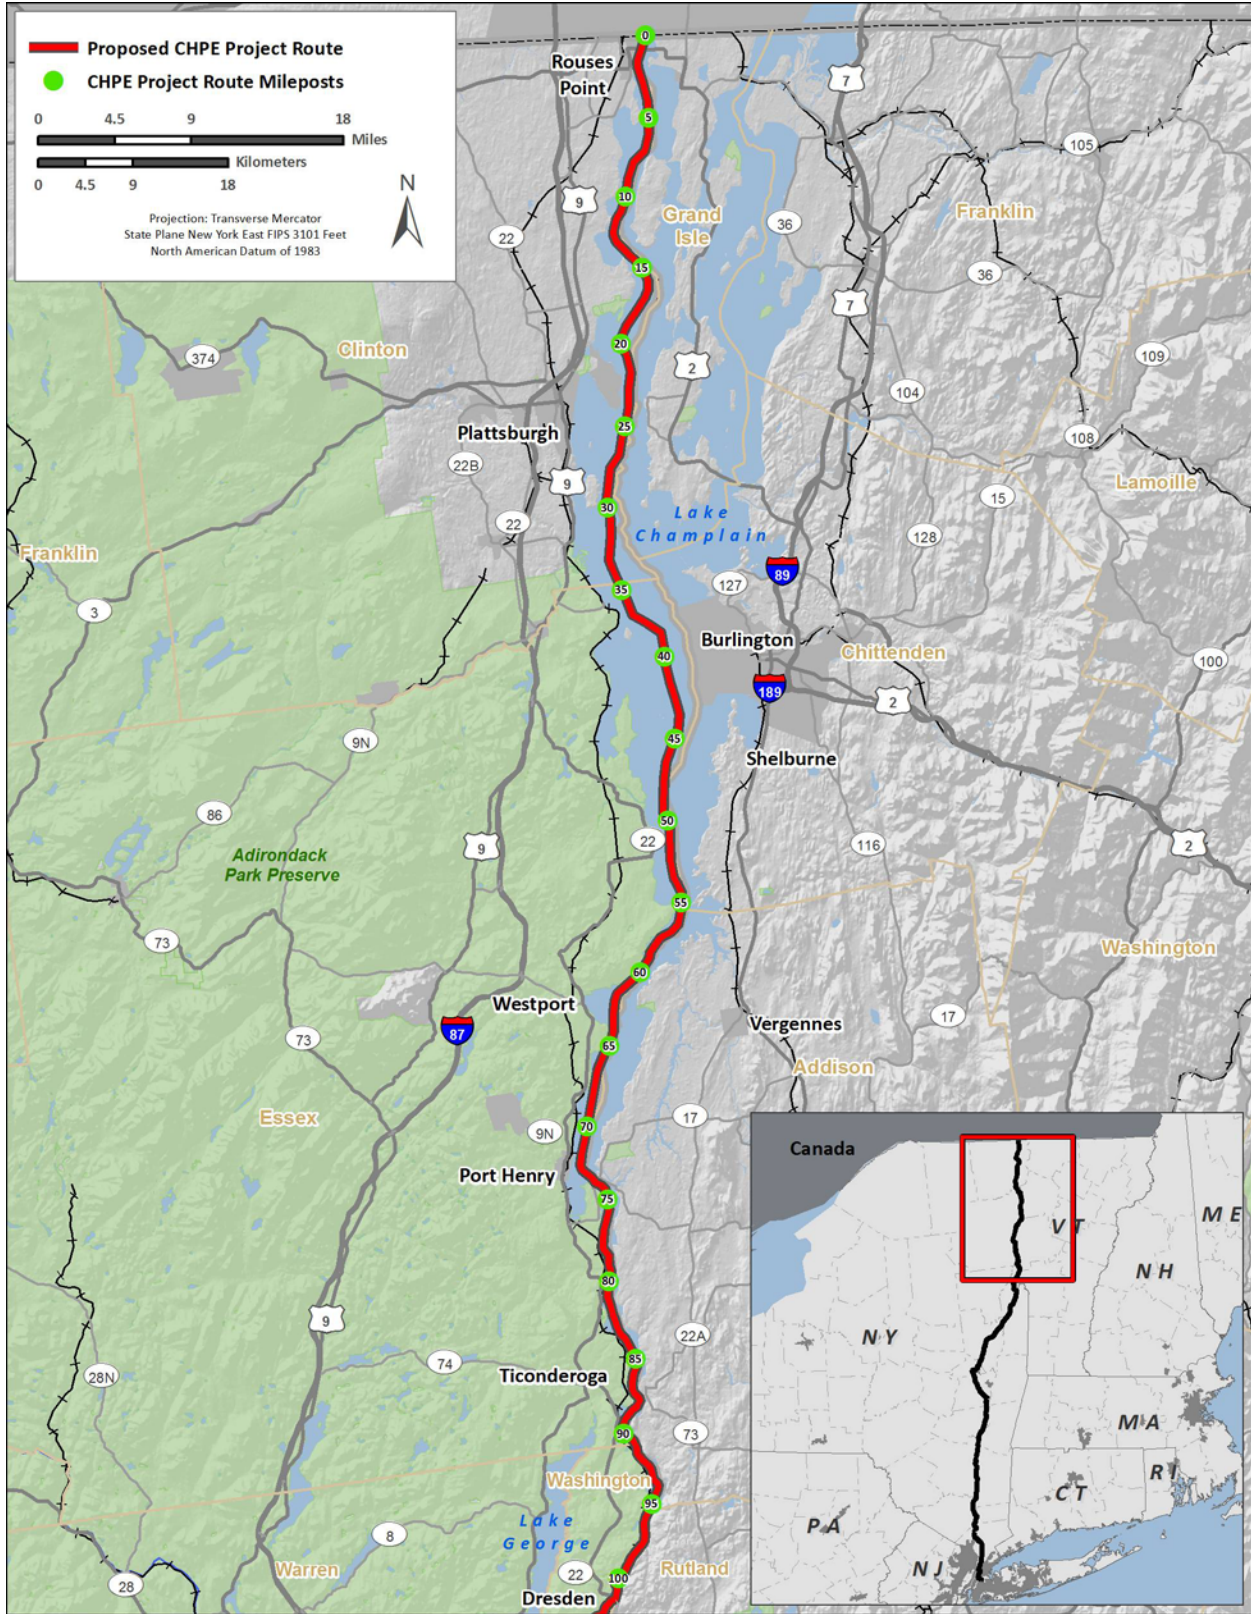 Proposed CHPE Project Route
CHPE Project Route Mileposts
0 4.5 9 18
Miles
Kilometers
0 4.5 9 18
N
Projection: Transverse Mercator
State Plane New York East FIPS 3101 Feet
North American Datum of 1983
0
Rouses
Point
7
5
105
10
9
Grand
Isle
36
Franklin
22
15
36
7
20
Clinton
374
2
109
104
25
Plattsburgh
108
22B
9
Lamoille
15
30
Lake
Champlain
22
128
Franklin
89
127
35
3
Burlington
40
Chittenden
100
189
2
9N
45
Shelburne
86
50
22
116
9
2
Adirondack
Park Preserve
55
73
Washington
60
Westport
17
Vergennes
87
73
65
Addison
Essex
17
70
9N
Port Henry
75
80
9
22A
85
74
Ticonderoga
28N
90
73
Washington
95
Lake
George
8
Warren
Rutland
22
100
28
Dresden
Canada
VT
ME
NH
NY
MA
RI
CT
PA
NJ